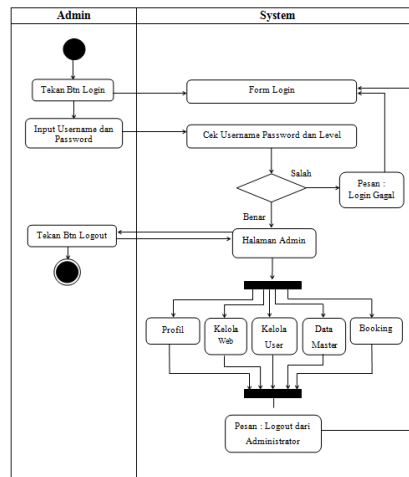 Admin
System
Tekan Btn Login
Form Login
Input Username dan
Password
Cek Username Password dan Level
Salah
Pesan :
Login Gagal
Benar
Tekan Btn Logout
Halaman Admin
Profil
Kelola
Web
Kelola
User
Data
Master
Booking
Pesan : Logout dari
Administrator